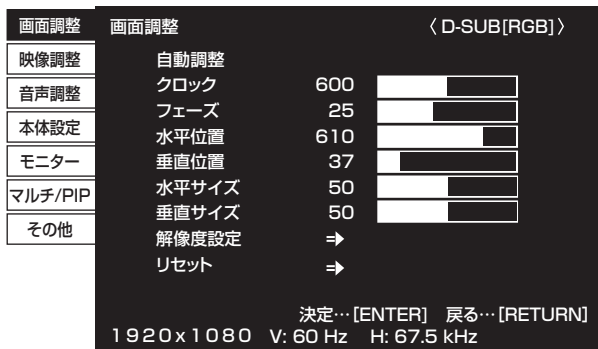 画面調整
映像調整
音声調整
本体設定
モニター
マルチ/PIP
その他
画面調整 〈 D-SUB[RGB] 〉
自動調整
クロック 600
フェーズ 25
水平位置 610
垂直位置 37
水平サイズ 50
垂直サイズ 50
解像度設定
リセット
決定…[ENTER] 戻る…[RETURN]
1920x1080 V: 60 Hz H: 67.5 kHz